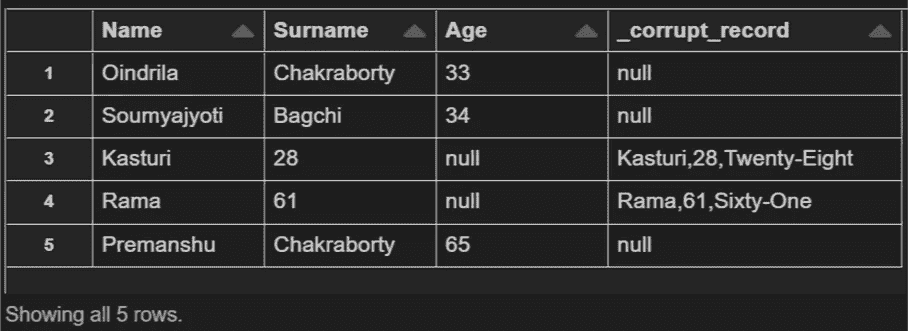 Name Surname Age _corrupt_record
1 Oindrila Chakraborty 33 null
2 Soumyajyoti Bagchi 34 null
3 Kasturi 28 null Kasturi,28,Twenty-Eight
4 Rama 61 null Rama,61,Sixty-One
5 Premanshu Chakraborty 65 null
Showing all 5 rows.